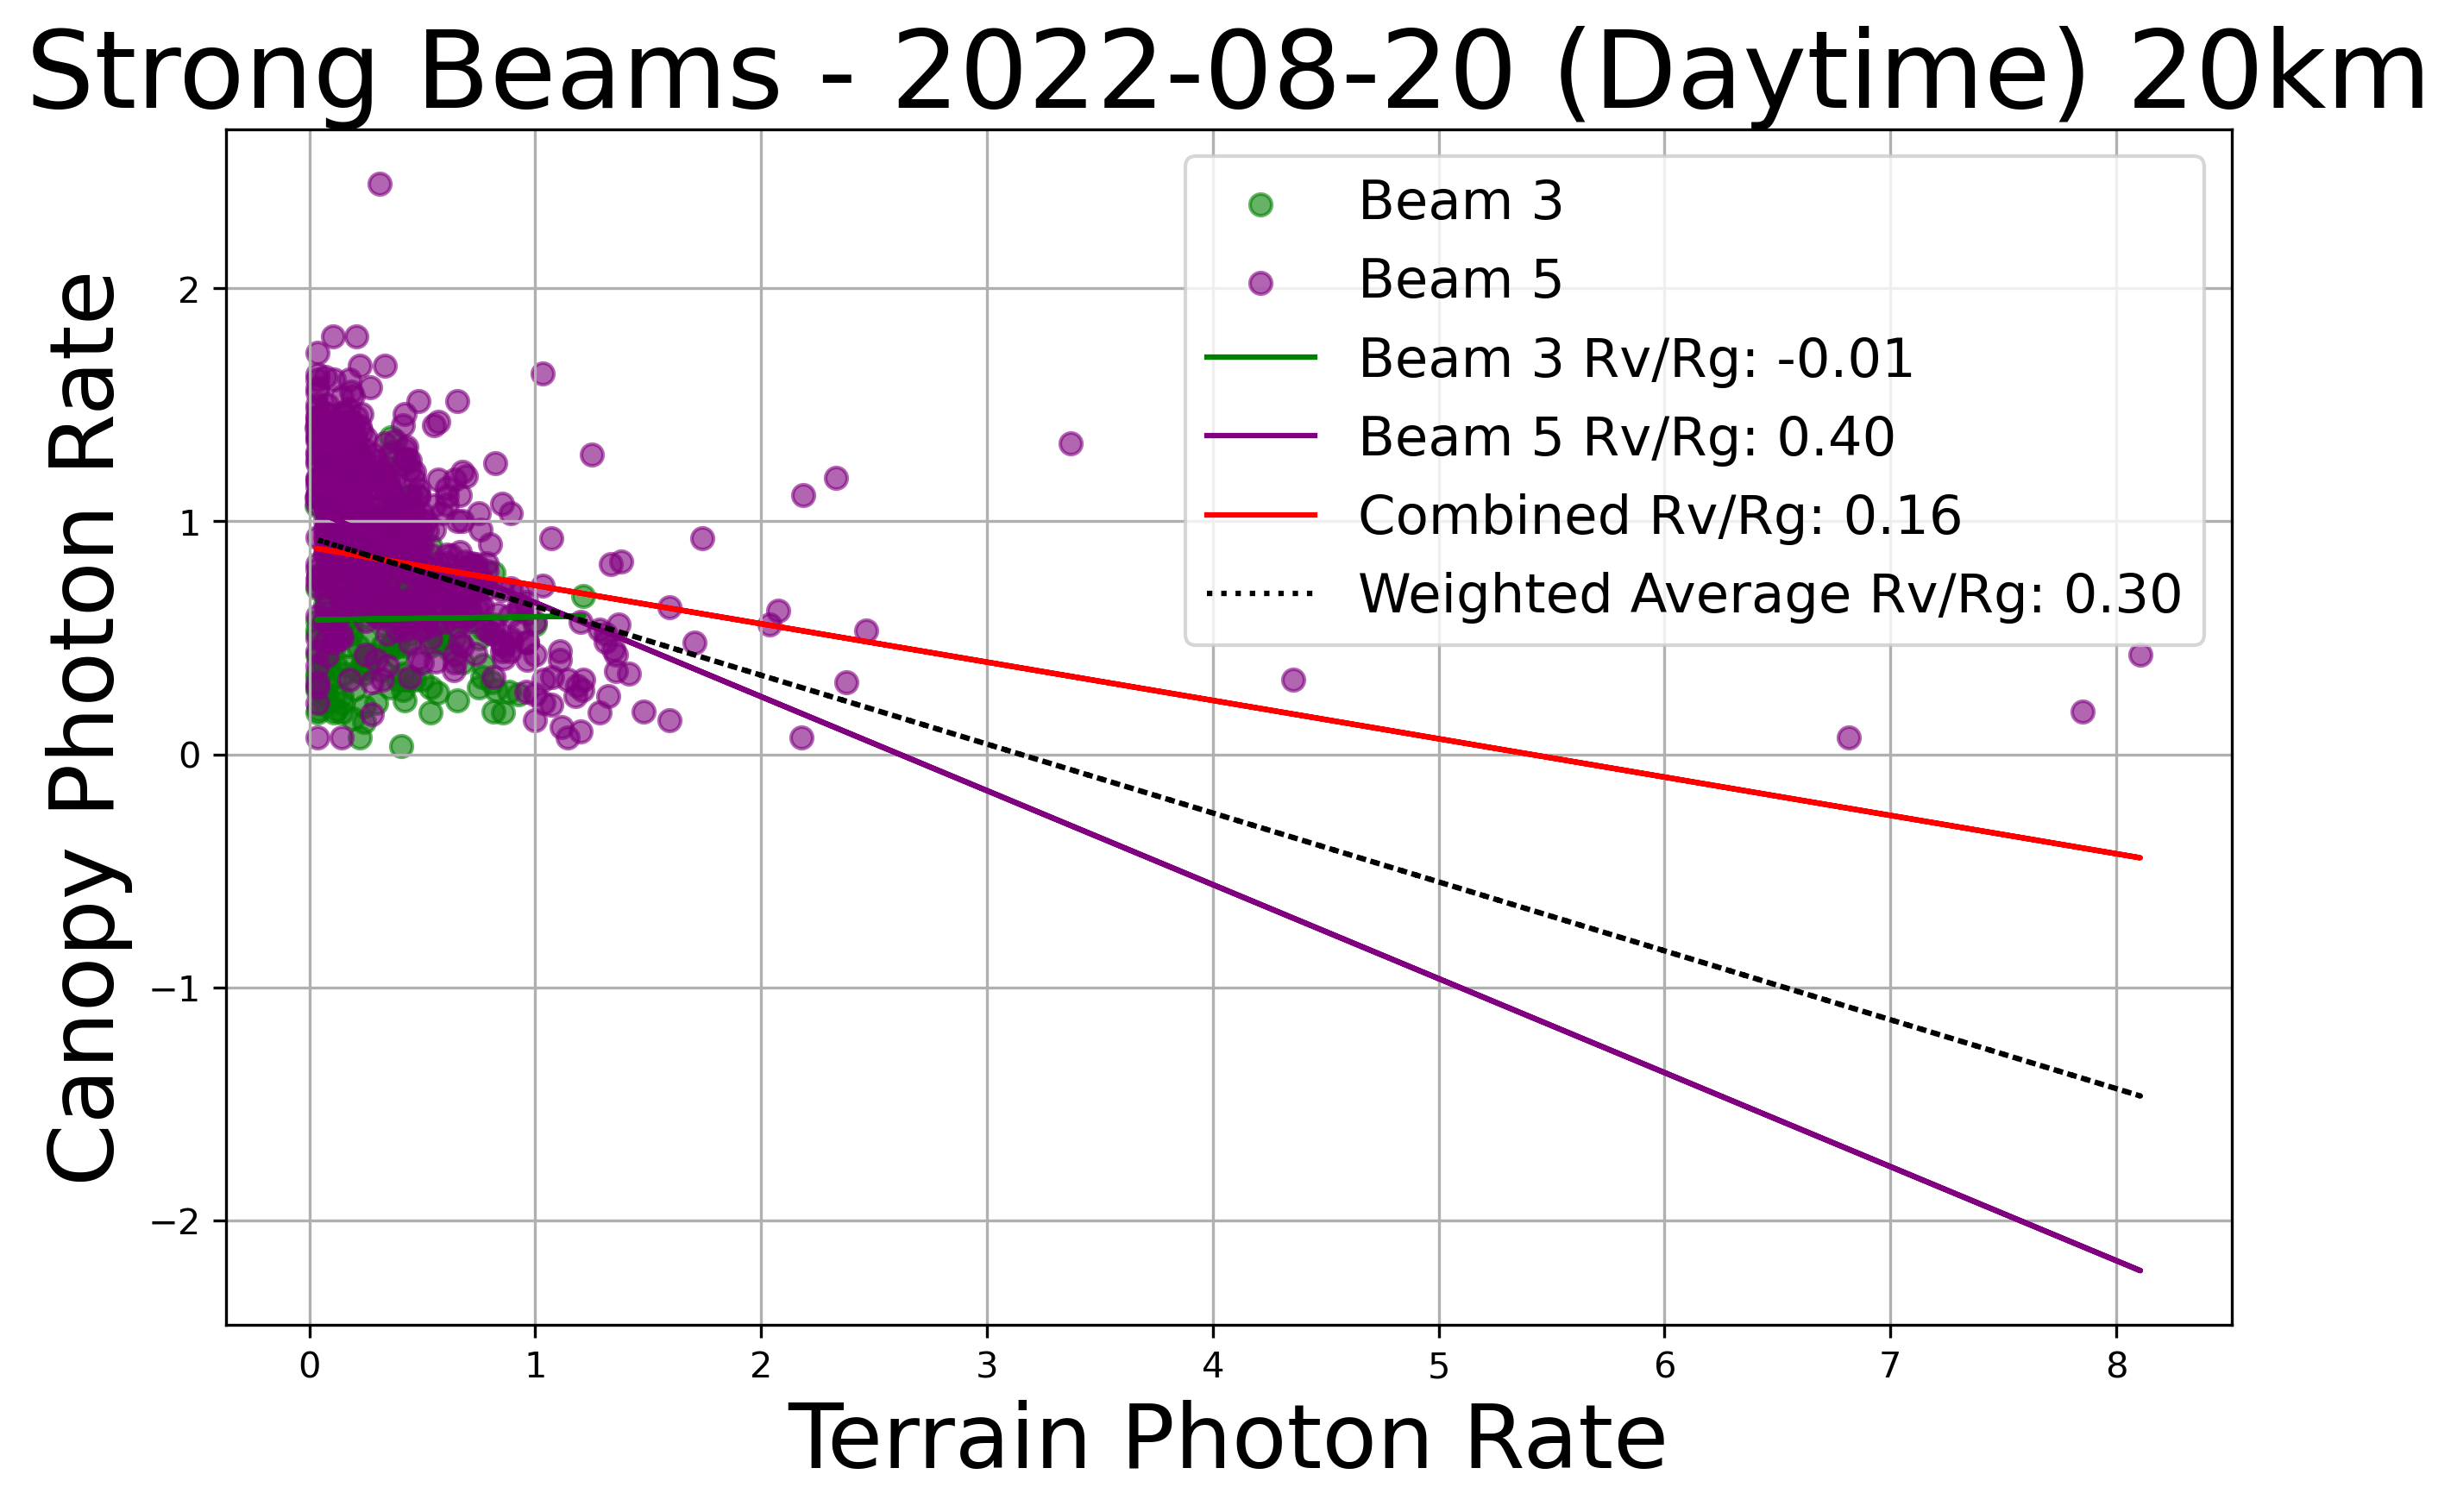 Strong Beams - 2022-08-20 (Daytime) 20km
Beam 3
Beam 5
Beam 3 Rv/Rg: -0.01
Beam 5 Rv/Rg: 0.40
Combined Rv/Rg: 0.16
Weighted Average Rv/Rg: 0.30
Canopy Photon Rate
2
1
0
−1
−2
0 1 2 3 4 5 6 7 8
Terrain Photon Rate